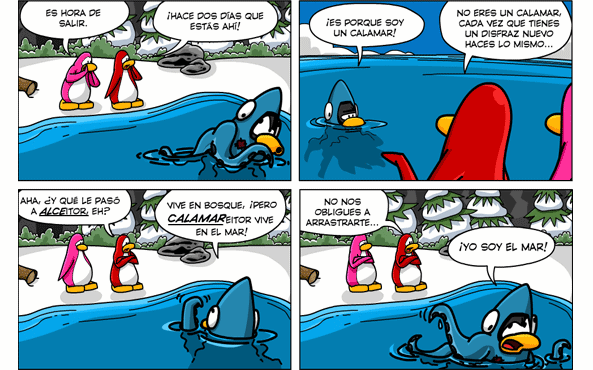 ES HORA DE
SALIR.
¡HACE DOS DÍAS QUE
ESTÁS AHÍ!
¡ES PORQUE SOY
UN CALAMAR!
NO ERES UN CALAMAR,
CADA VEZ QUE TIENES
UN DISFRAZ NUEVO
HACES LO MISMO...
AHA, ¿Y QUÉ LE PASÓ
A ALCEITOR, EH?
VIVE EN BOSQUE, ¡PERO
CALAMAREITOR VIVE
EN EL MAR!
NO NOS
OBLIGUES A
ARRASTRARTE...
¡YO SOY EL MAR!